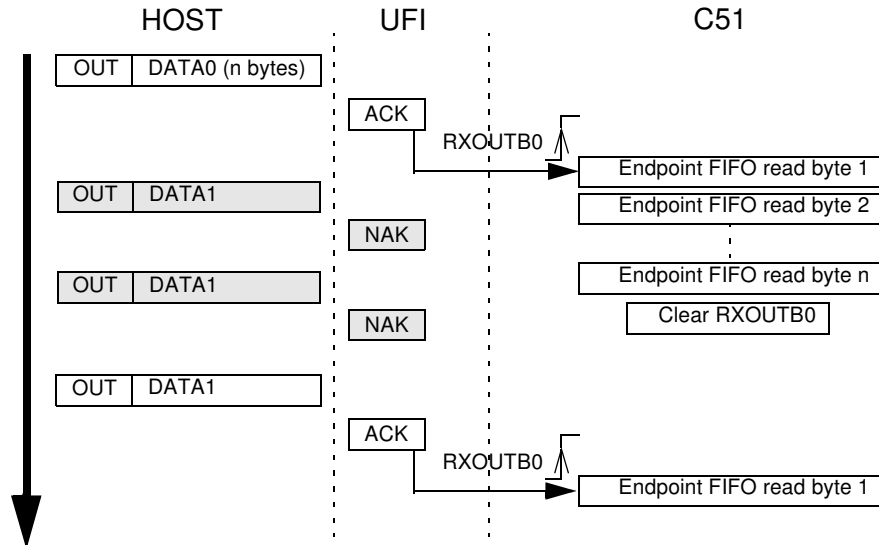 HOST UFI C51
OUT DATA0 (n bytes)
ACK
RXOUTB0
Endpoint FIFO read byte 1
OUT DATA1
Endpoint FIFO read byte 2
NAK
OUT DATA1
Endpoint FIFO read byte n
NAK
Clear RXOUTB0
OUT DATA1
ACK
RXOUTB0
Endpoint FIFO read byte 1